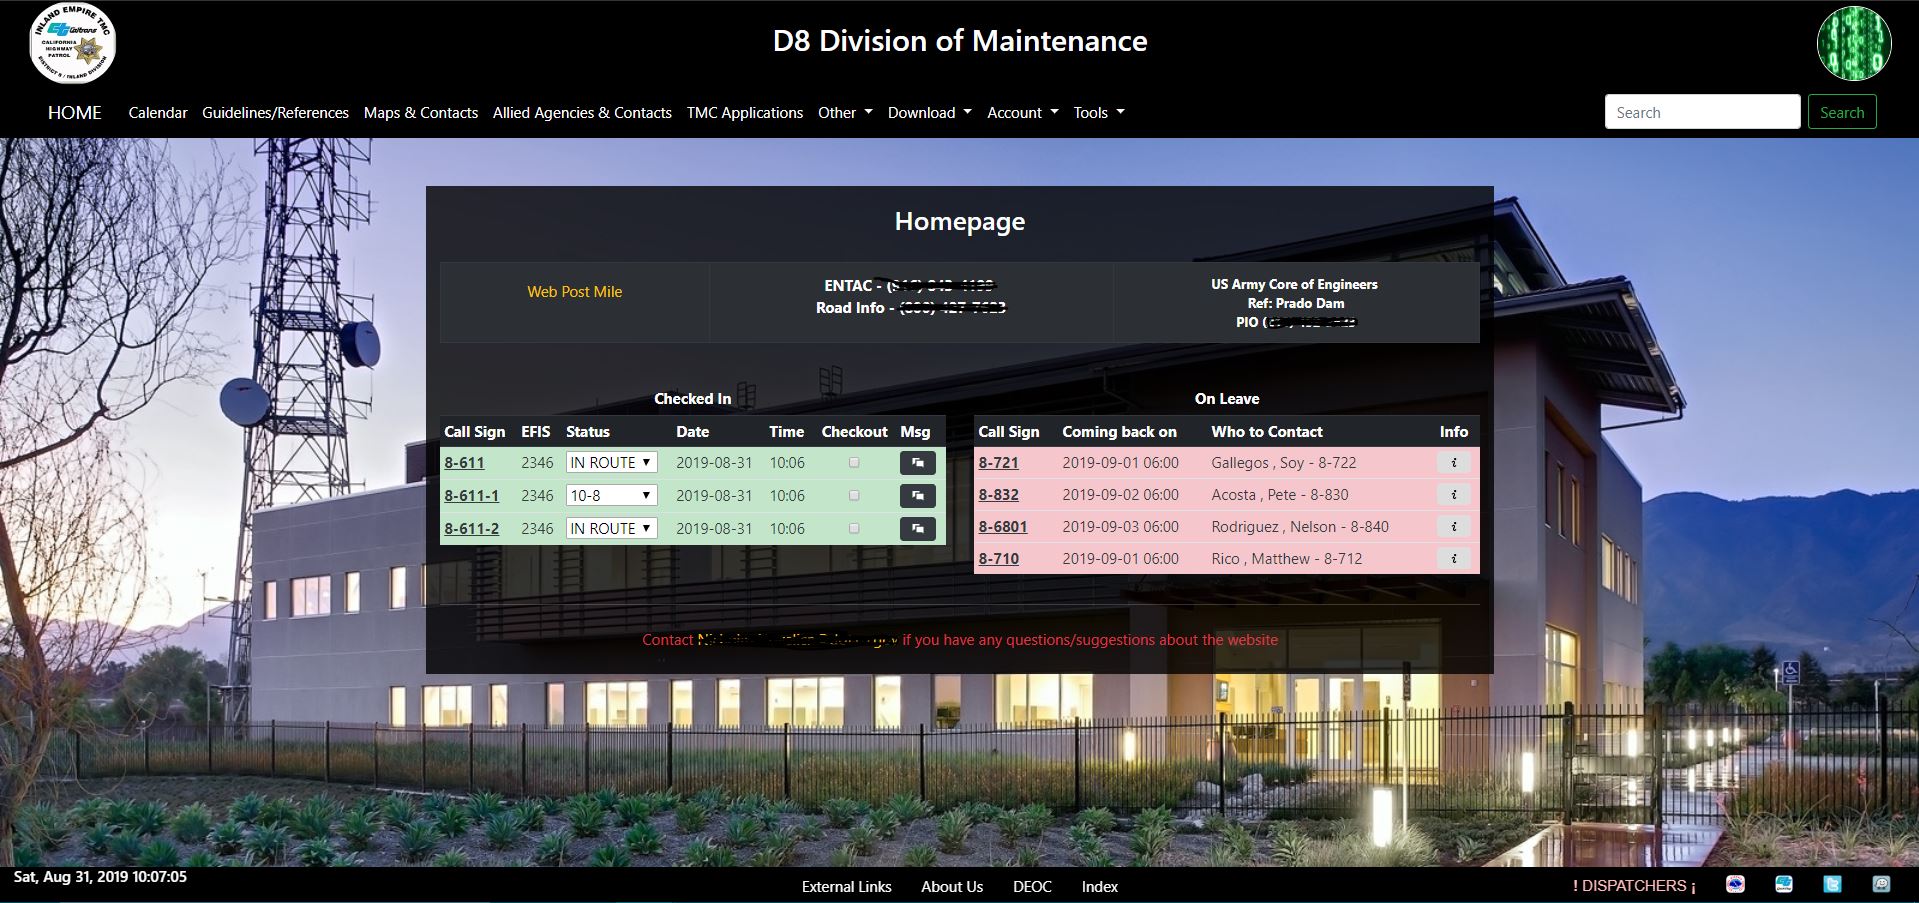 INLAND EMPIRE TMC
Caltrans
CALIFORNIA
HIGHWAY
PATROL
DISTRICT 8 / INLAND DIVISION
D8 Division of Maintenance
HOME Calendar Guidelines/References Maps & Contacts Allied Agencies & Contacts TMC Applications Other Download Account Tools Search Search
Homepage
Web Post Mile
ENTAC -
Road Info -
US Army Core of Engineers
Ref: Prado Dam
PIO (
Checked In
Call Sign EFIS Status Date Time Checkout Msg
8-611 2346 IN ROUTE 2019-08-31 10:06
8-611-1 2346 10-8 2019-08-31 10:06
8-611-2 2346 IN ROUTE 2019-08-31 10:06
On Leave
Call Sign Coming back on Who to Contact Info
8-721 2019-09-01 06:00 Gallegos , Soy - 8-722 i
8-832 2019-09-02 06:00 Acosta , Pete - 8-830 i
8-6801 2019-09-03 06:00 Rodriguez , Nelson - 8-840 i
8-710 2019-09-01 06:00 Rico , Matthew - 8-712 i
Contact if you have any questions/suggestions about the website
Sat, Aug 31, 2019 10:07:05
External Links About Us DEOC Index
! DISPATCHERS ¡